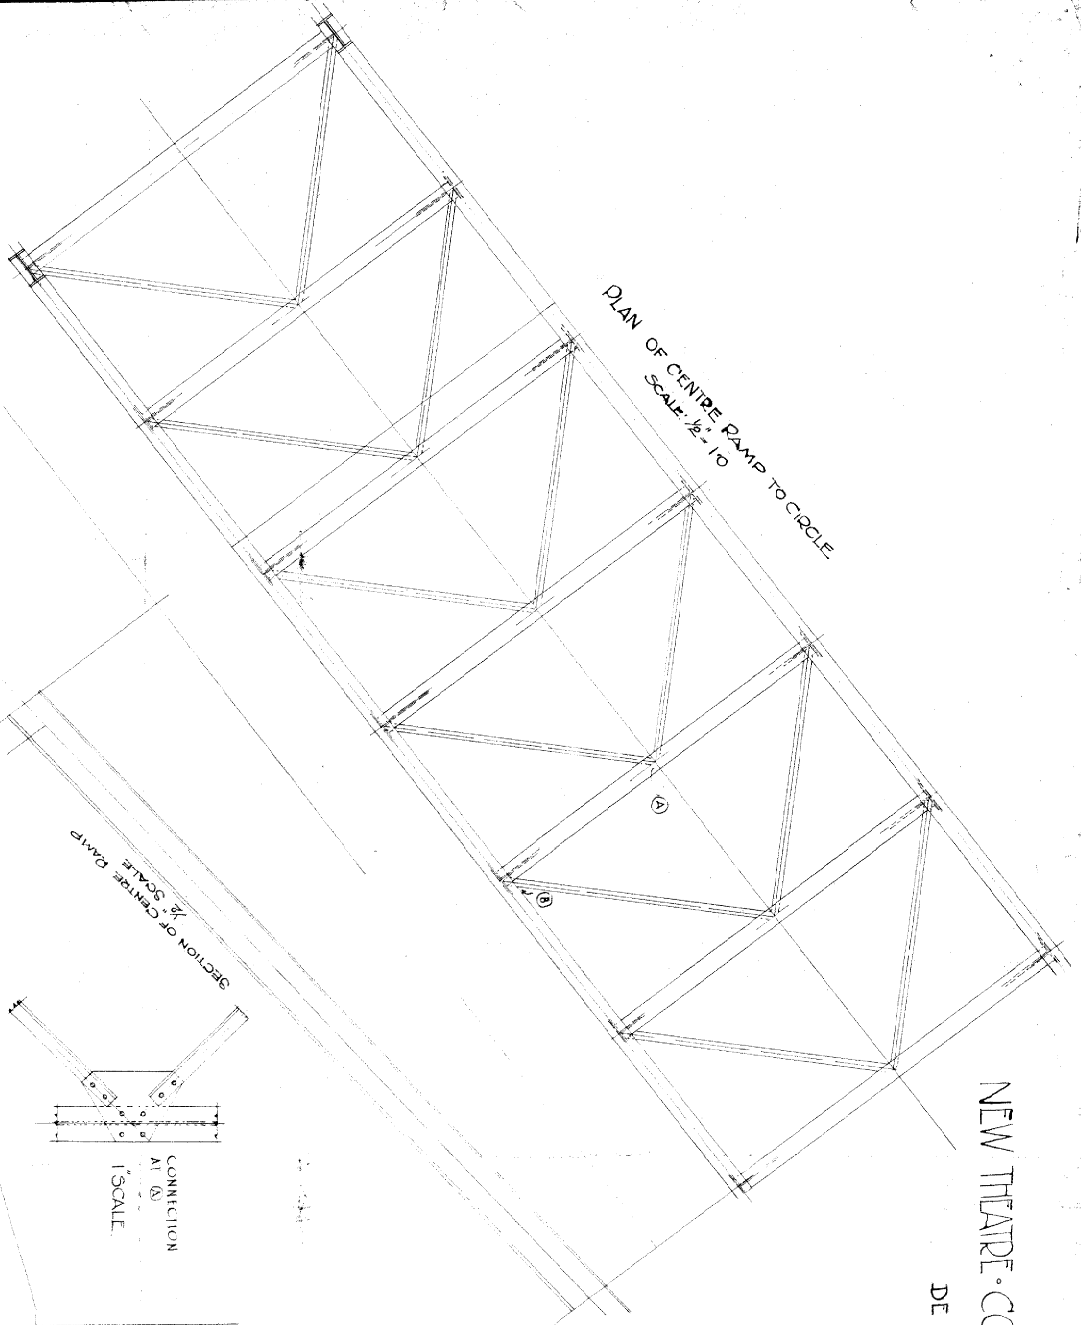 PLAN OF CENTRE RAMP TO CIRCLE
SCALE ½" = 1'0
A
B
SECTION OF CENTRE RAMP
½" SCALE
CONNECTION
AT A
1" SCALE
NEW THEATRE · CO
DE